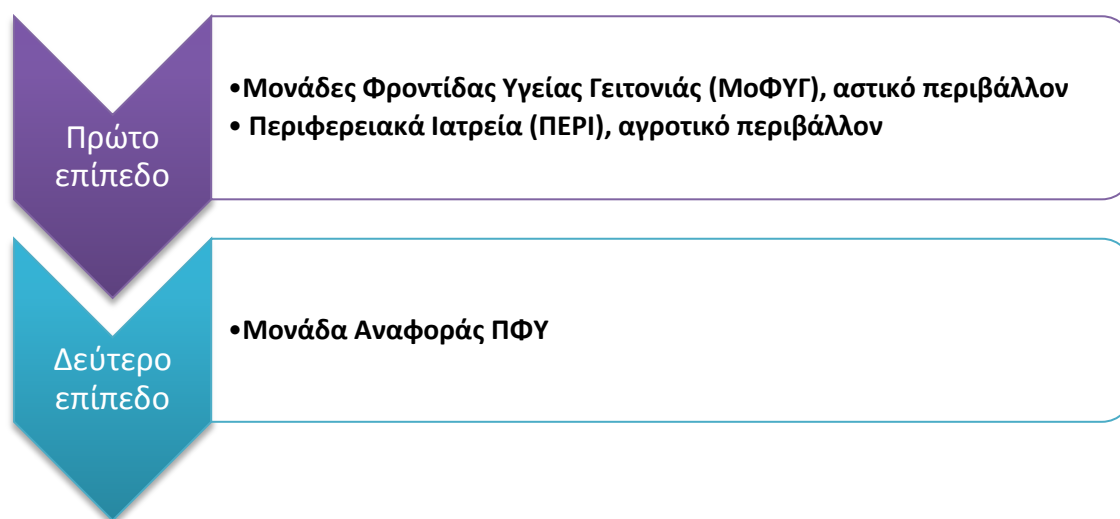 Πρώτο
επίπεδο
•Μονάδες Φροντίδας Υγείας Γειτονιάς (ΜοΦΥΓ), αστικό περιβάλλον
• Περιφερειακά Ιατρεία (ΠΕΡΙ), αγροτικό περιβάλλον
Δεύτερο
επίπεδο
•Μονάδα Αναφοράς ΠΦΥ